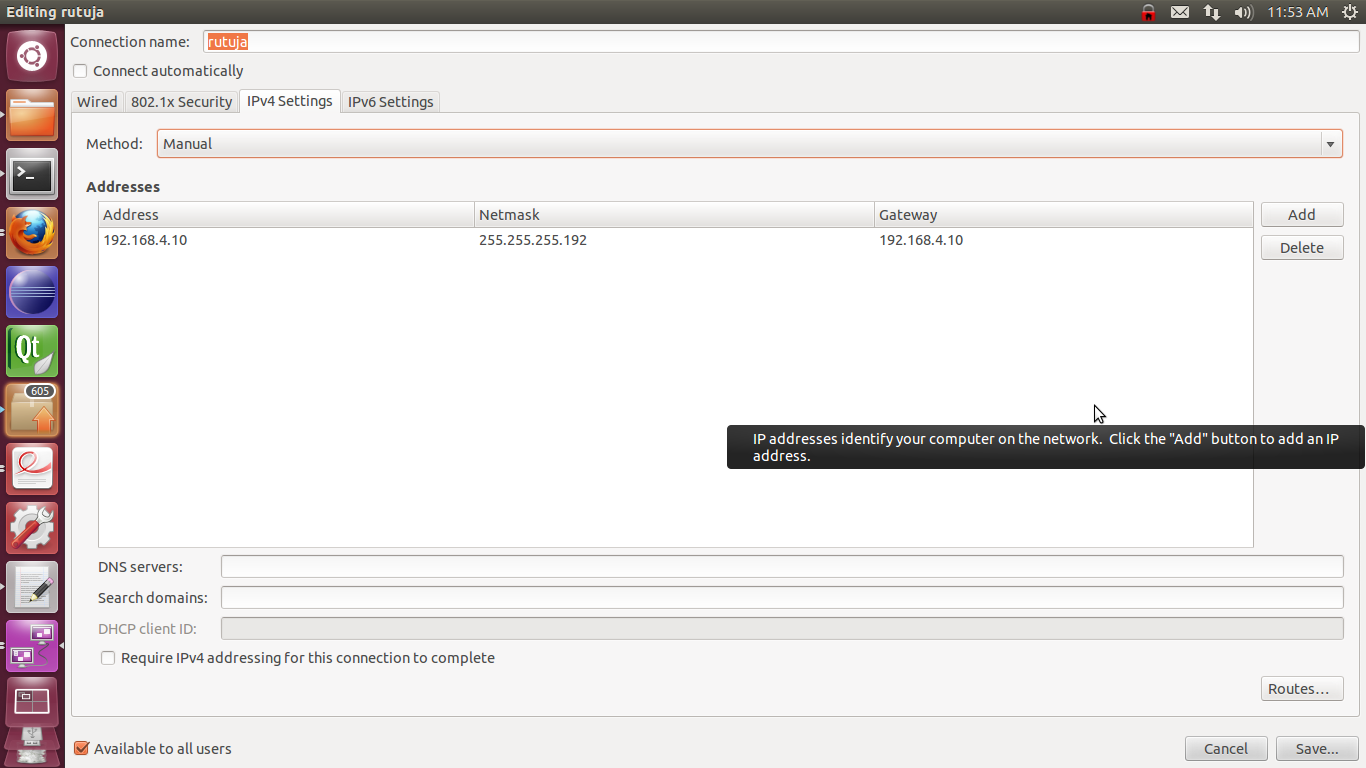 Editing rutuja
11:53 AM
Connection name: rutuja
Connect automatically
Wired 802.1x Security IPv4 Settings IPv6 Settings
Method: Manual
Addresses
Address Netmask Gateway
Add
192.168.4.10 255.255.255.192 192.168.4.10
Delete
Qt
605
IP addresses identify your computer on the network. Click the "Add" button to add an IP
address.
DNS servers:
Search domains:
DHCP client ID:
Require IPv4 addressing for this connection to complete
Routes...
Available to all users
Cancel Save...